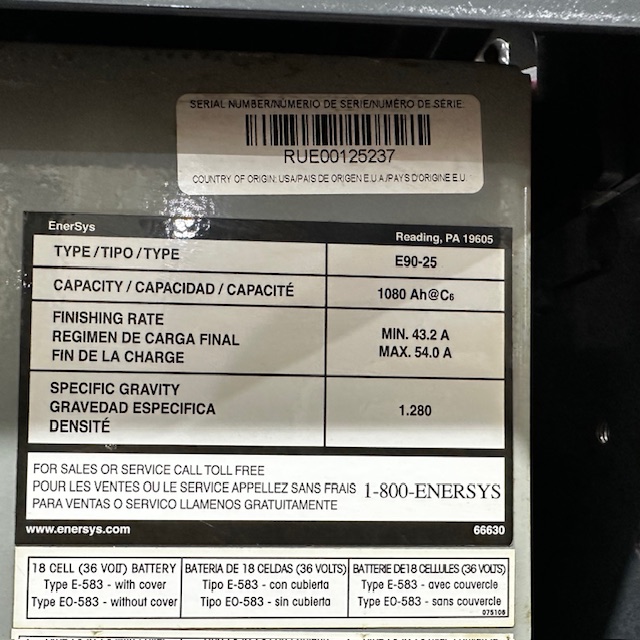 SERIAL NUMBER/NÚMERIO DE SERIE/NUMÉRO DE SÉRIE
RUE00125237
COUNTRY OF ORIGIN: USA/PAIS DE ORIGEN E.U.A./PAYS D'ORIGINE E.U.
EnerSys
Reading, PA 19605
TYPE / TIPO / TYPE
E90-25
CAPACITY / CAPACIDAD / CAPACITÉ
1080 Ah@C6
FINISHING RATE
REGIMEN DE CARGA FINAL
FIN DE LA CHARGE
MIN. 43.2 A
MAX. 54.0 A
SPECIFIC GRAVITY
GRAVEDAD ESPECIFICA
DENSITÉ
1.280
FOR SALES OR SERVICE CALL TOLL FREE
POUR LES VENTES OU LE SERVICE APPELLEZ SANS FRAIS
PARA VENTAS O SERVICO LLAMENOS GRATUITAMENTE
1-800-ENERSYS
www.enersys.com
66630
18 CELL (36 VOLT) BATTERY
Type E-583 - with cover
Type EO-583 - without cover
BATERIA DE 18 CELDAS (36 VOLTS)
Tipo E-583 - con cubierta
Tipo EO-583 - sin cubierta
BATTERIE DE 18 CELLULES (36 VOLTS)
Type E-583 - avec couvercle
Type EO-583 - sans couvercle
075108